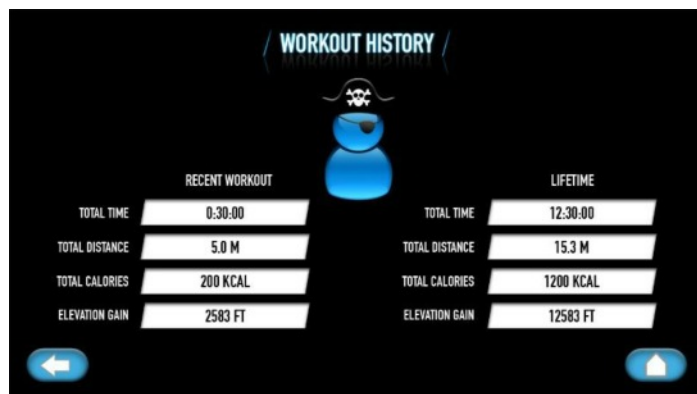 / WORKOUT HISTORY /
RECENT WORKOUT
TOTAL TIME 0:30:00
TOTAL DISTANCE 5.0 M
TOTAL CALORIES 200 KCAL
ELEVATION GAIN 2583 FT
LIFETIME
TOTAL TIME 12:30:00
TOTAL DISTANCE 15.3 M
TOTAL CALORIES 1200 KCAL
ELEVATION GAIN 12583 FT